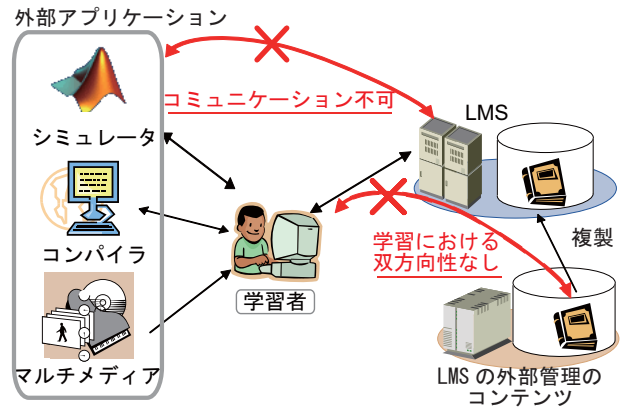 外部アプリケーション
コミュニケーション不可
LMS
シミュレータ
コンパイラ
学習における
双方向性なし
複製
学習者
マルチメディア
LMSの外部管理の
コンテンツ